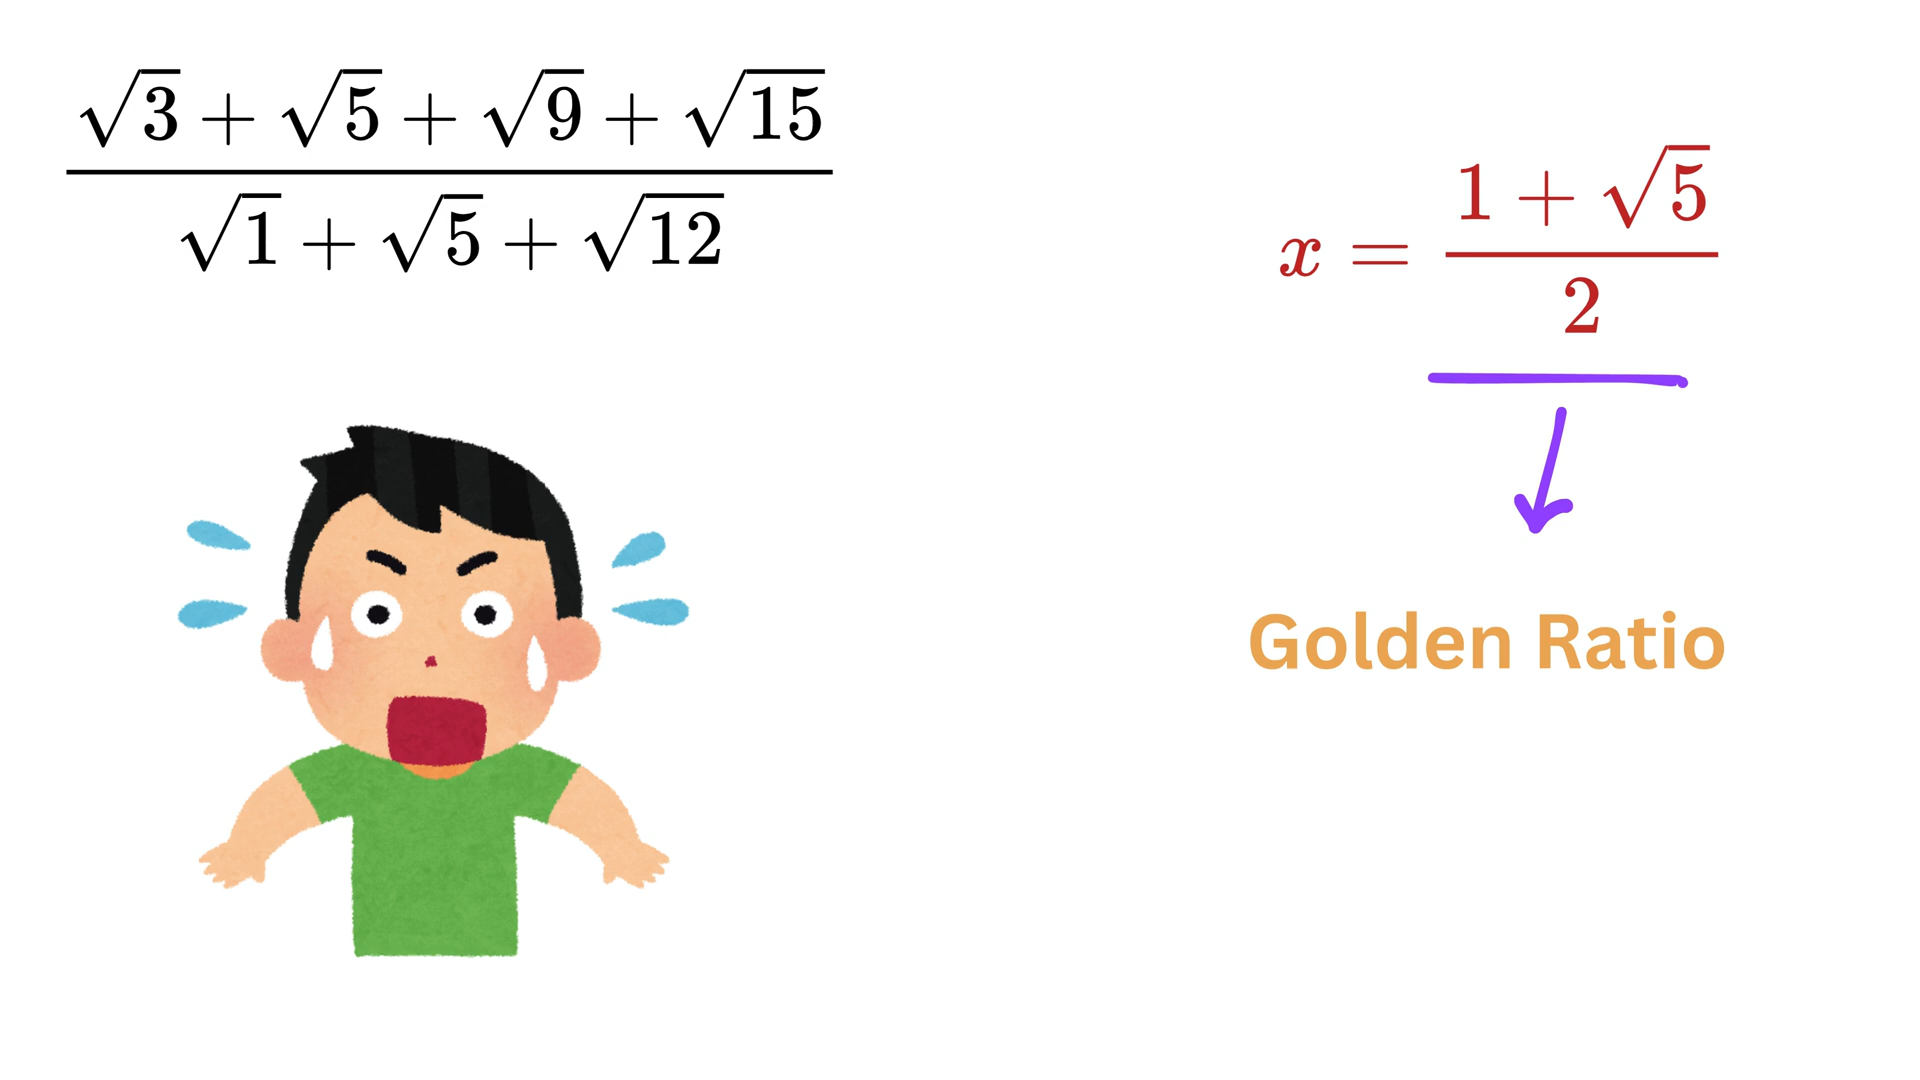 √3 + √5 + √9 + √15
√1 + √5 + √12
x = 1 + √5
2
Golden Ratio